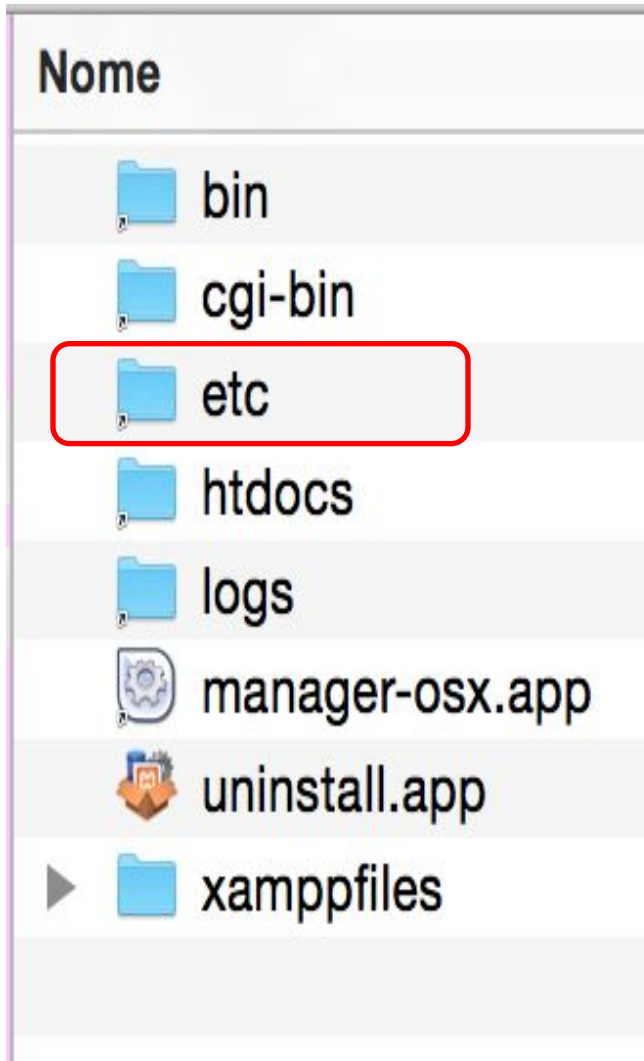 Nome
bin
cgi-bin
etc
htdocs
logs
manager-osx.app
uninstall.app
xamppfiles